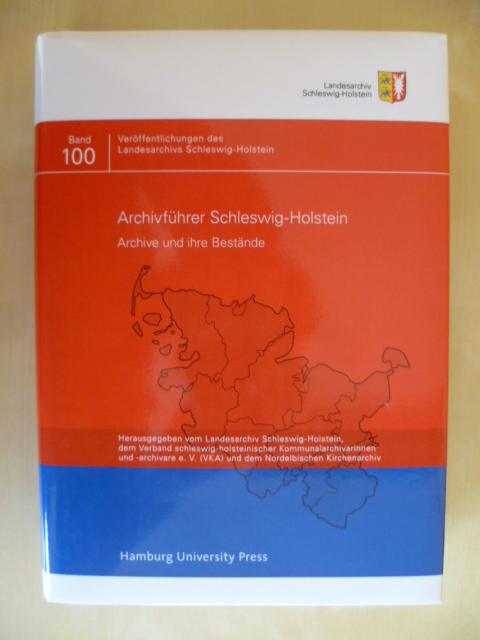 Landesarchiv
Schleswig-Holstein
Band
100
Veröffentlichungen des
Landesarchivs Schleswig-Holstein
Archivführer Schleswig-Holstein
Archive und ihre Bestände
Herausgegeben vom Landesarchiv Schleswig-Holstein,
dem Verband schleswig-holsteinischer Kommunalarchivarinnen
und -archivare e. V. (VKA) und dem Nordelbischen Kirchenarchiv
Hamburg University Press